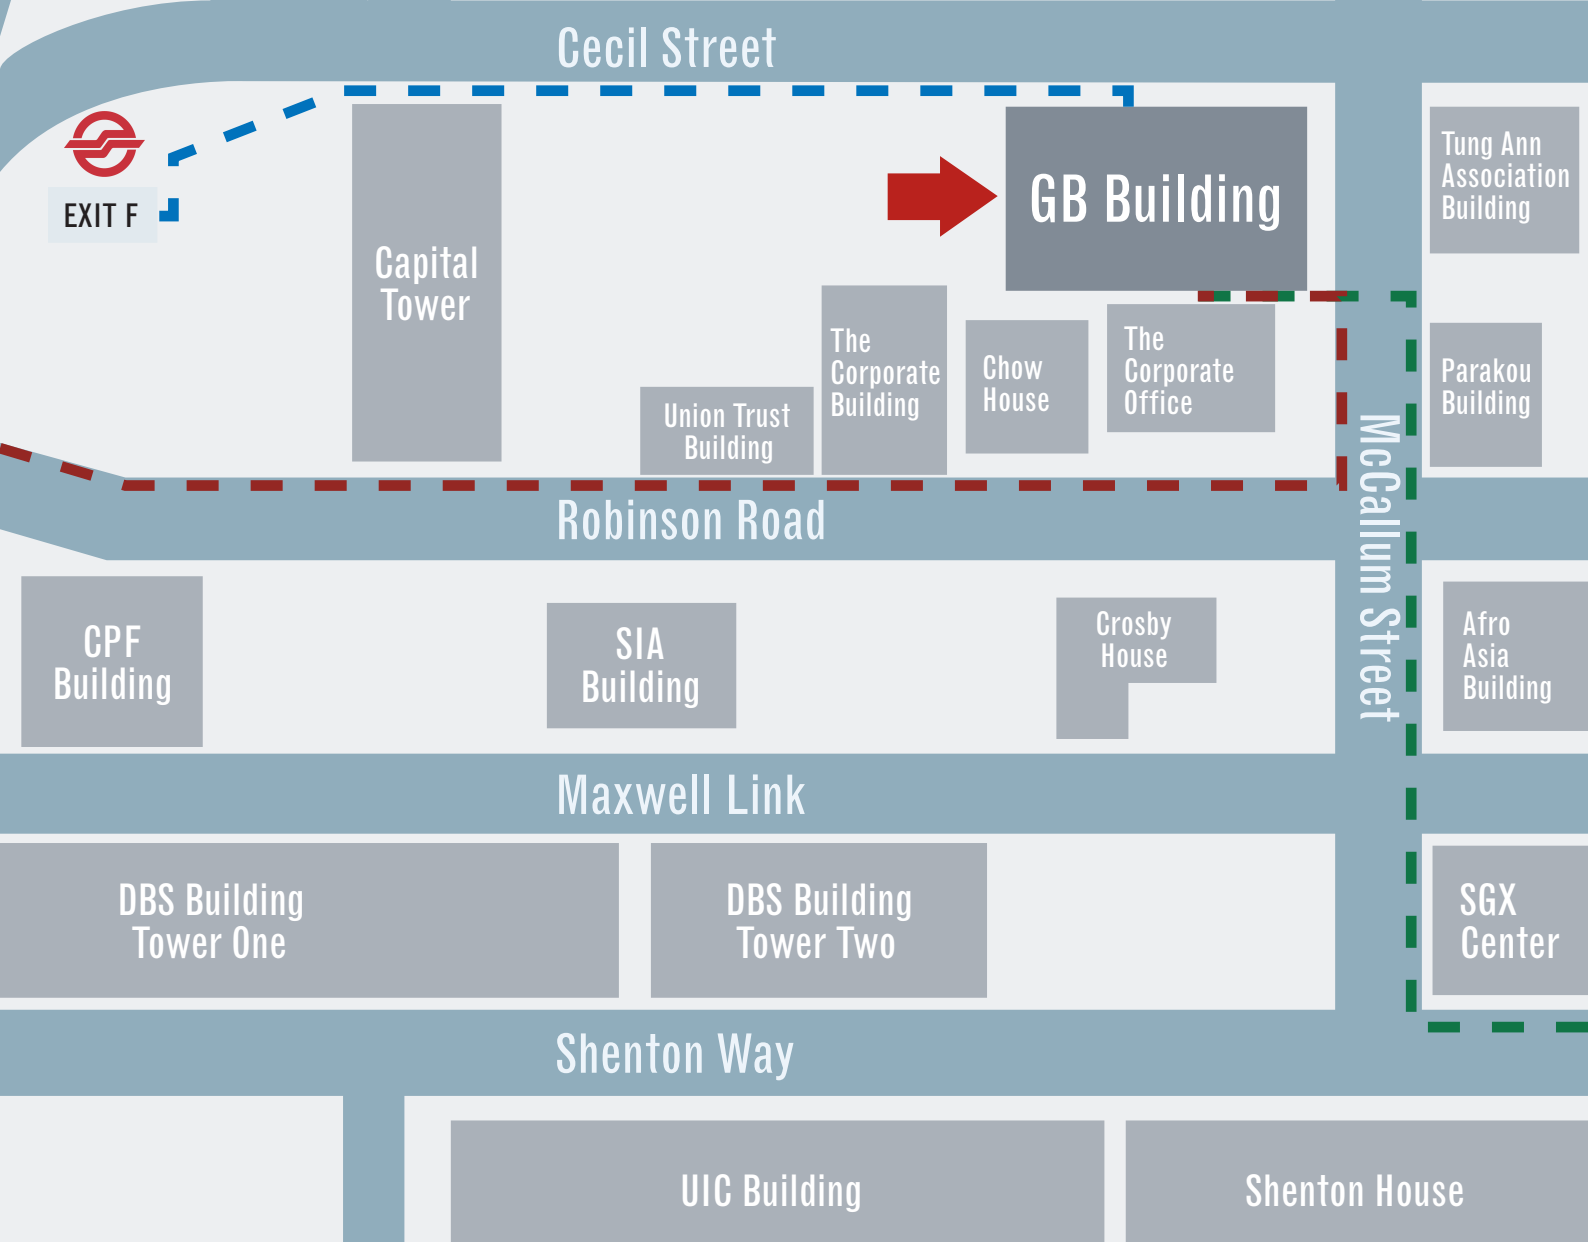 Cecil Street
EXIT F
Capital
Tower
GB Building
Tung Ann
Association
Building
Union Trust
Building
The
Corporate
Building
Chow
House
The
Corporate
Office
Parakou
Building
McCallum Street
Robinson Road
CPF
Building
SIA
Building
Crosby
House
Afro
Asia
Building
Maxwell Link
DBS Building
Tower One
DBS Building
Tower Two
SGX
Center
Shenton Way
UIC Building
Shenton House